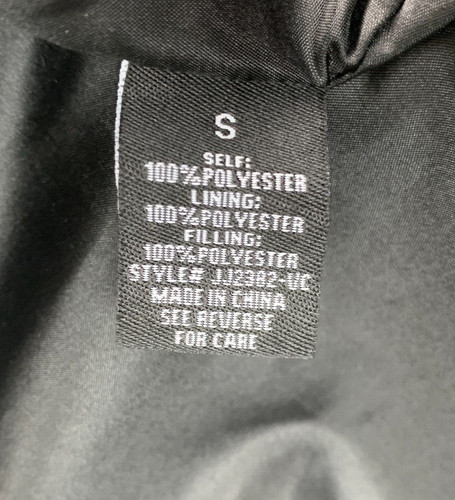 S
SELF:
100%POLYESTER
LINING:
100%POLYESTER
FILLING:
100%POLYESTER
STYLE# JJ2382-VC
MADE IN CHINA
SEE REVERSE
FOR CARE